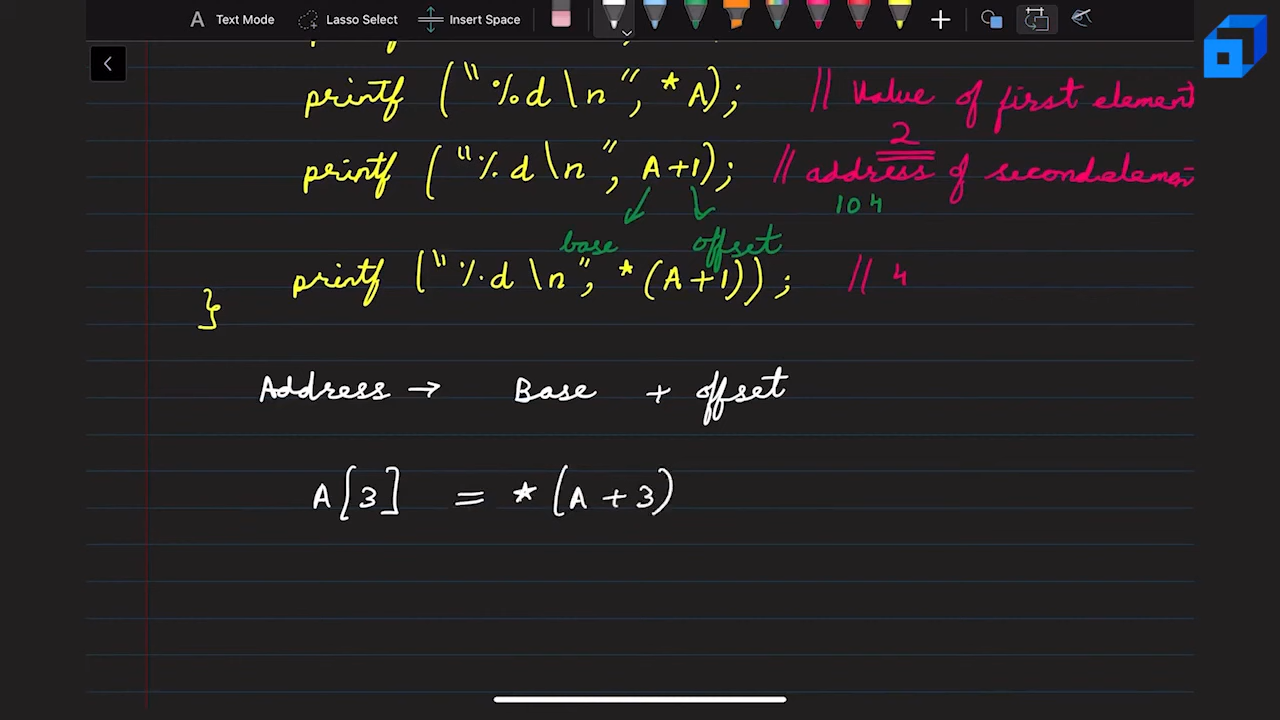 Text Mode Lasso Select Insert Space
printf ("%d \n", *A); // Value of first element
2
printf ("%d \n", A+1); // address of second elemen
104
base offset
printf ("%d \n", *(A+1)); // 4
}
Address → Base + offset
A[3] = *(A+3)